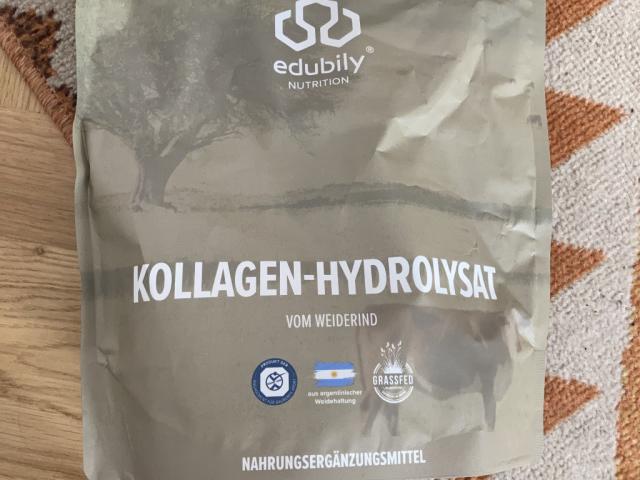 edubily®
NUTRITION
KOLLAGEN-HYDROLYSAT
VOM WEIDERIND
aus argentinischer
Weidehaltung
GRASSFED
NAHRUNGSERGÄNZUNGSMITTEL